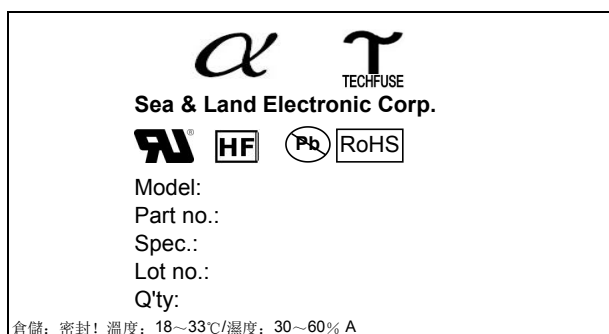 α T
TECHFUSE
Sea & Land Electronic Corp.
RU® HF Pb RoHS
Model:
Part no.:
Spec.:
Lot no.:
Q'ty:
倉儲：密封！溫度：18～33℃/濕度：30～60% A